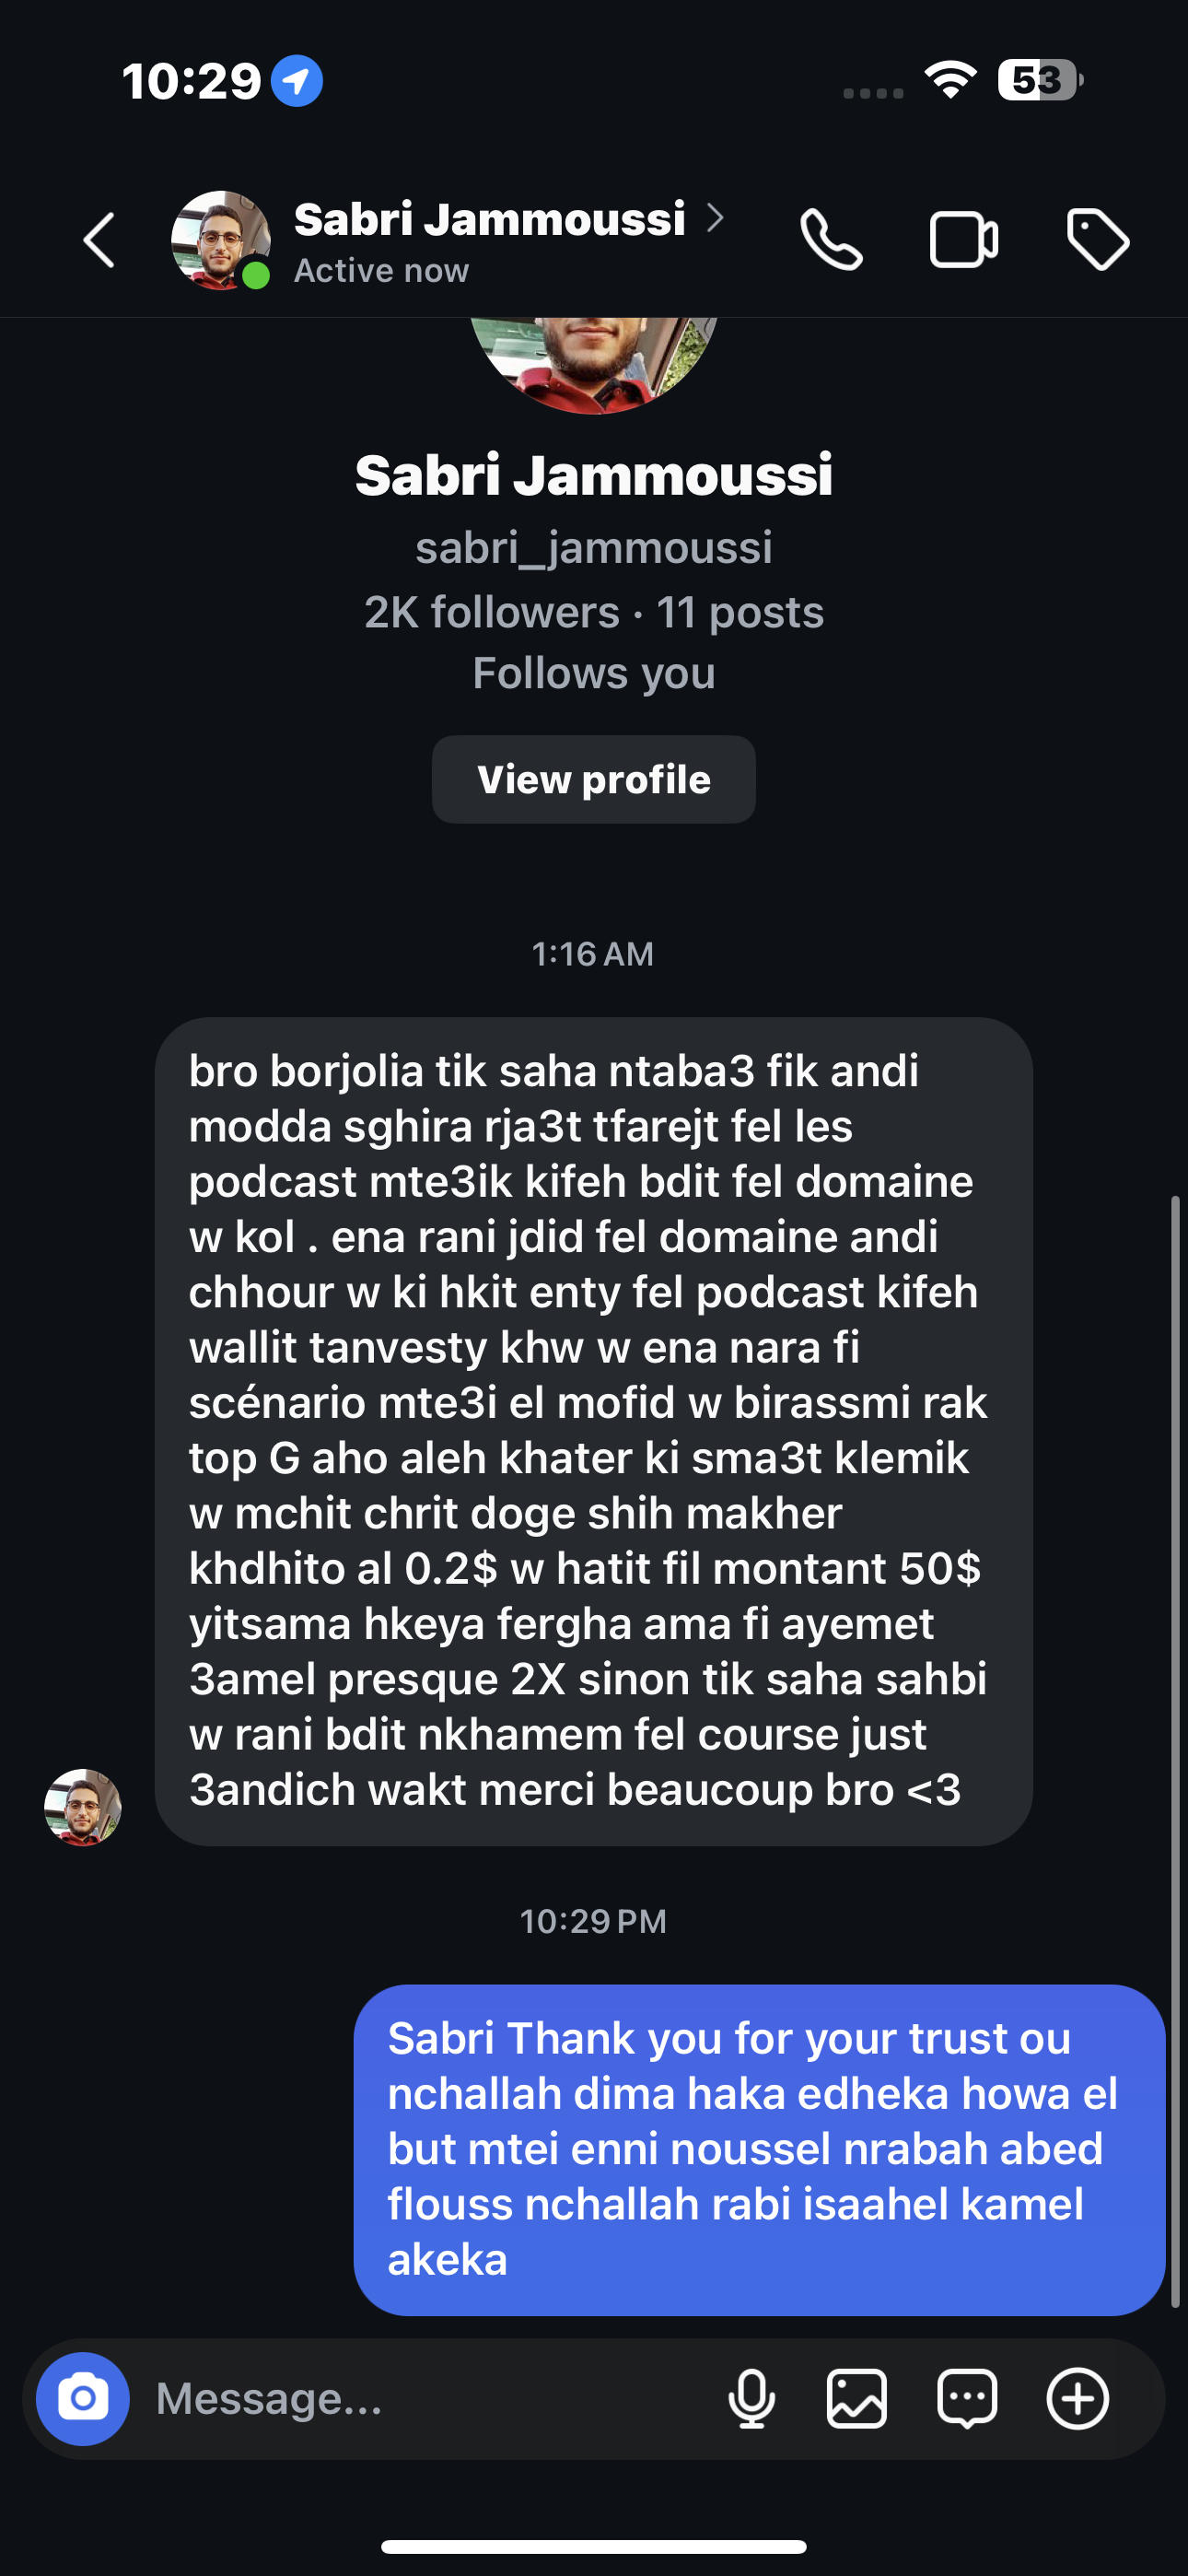 10:29
53
Sabri Jammoussi
Active now
Sabri Jammoussi
sabri_jammoussi
2K followers · 11 posts
Follows you
View profile
1:16 AM
bro borjolia tik saha ntaba3 fik andi
modda sghira rja3t tfarejt fel les
podcast mte3ik kifeh bdit fel domaine
w kol . ena rani jdid fel domaine andi
chhour w ki hkit enty fel podcast kifeh
wallit tanvesty khw w ena nara fi
scénario mte3i el mofid w birassmi rak
top G aho aleh khater ki sma3t klemik
w mchit chrit doge shih makher
khdhito al 0.2$ w hatit fil montant 50$
yitsama hkeya fergha ama fi ayemet
3amel presque 2X sinon tik saha sahbi
w rani bdit nkhamem fel course just
3andich wakt merci beaucoup bro <3
10:29 PM
Sabri Thank you for your trust ou
nchallah dima haka edheka howa el
but mtei enni noussel nrabah abed
flouss nchallah rabi isaahel kamel
akeka
Message...